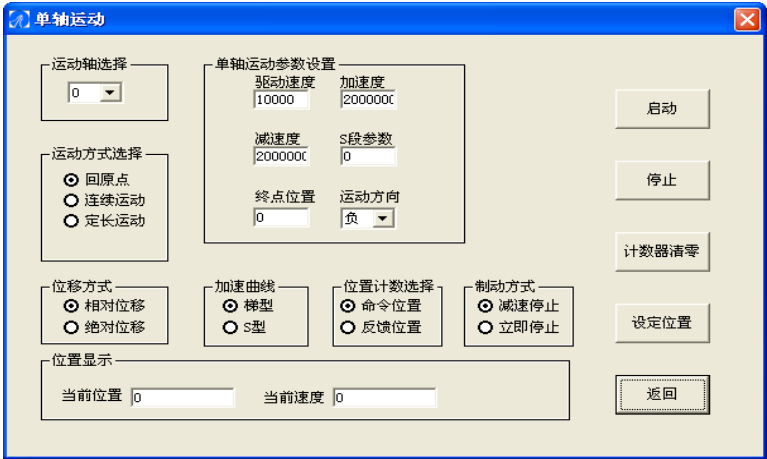 单轴运动
运动轴选择
0
运动方式选择
回原点
连续运动
定长运动
单轴运动参数设置
驱动速度 加速度
10000 200000(
减速度 S段参数
200000( 0
终点位置 运动方向
0 负
启动
停止
计数器清零
设定位置
返回
位移方式
相对位移
绝对位移
加速曲线
梯型
S型
位置计数选择
命令位置
反馈位置
制动方式
减速停止
立即停止
位置显示
当前位置 0 当前速度 0